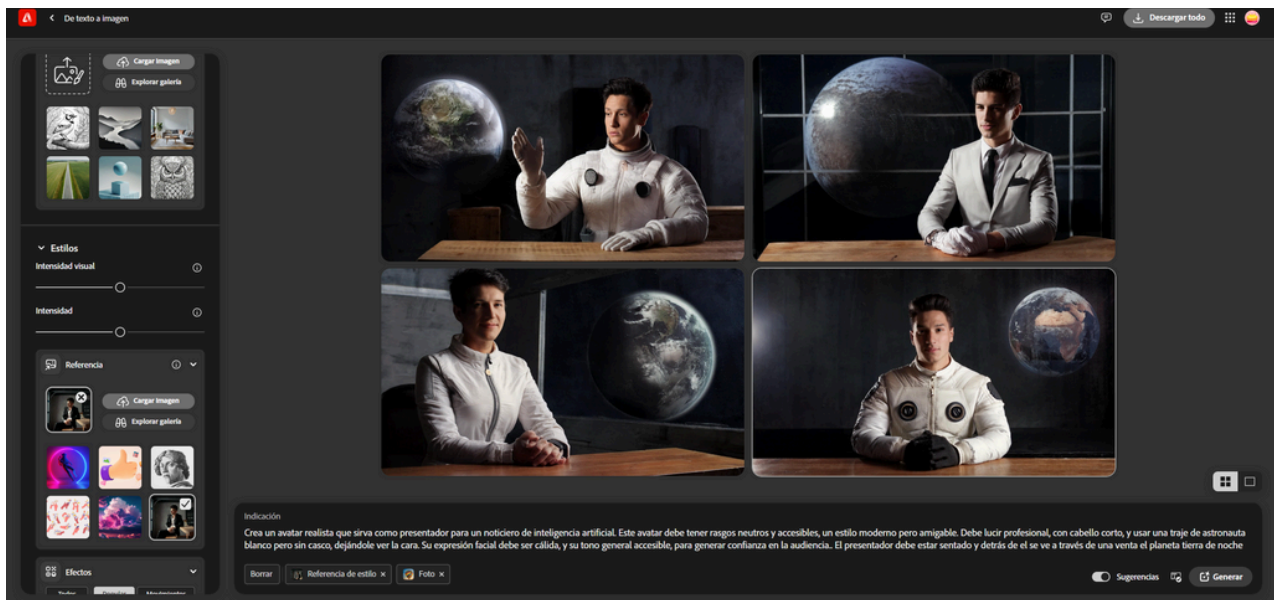 De texto a imagen
Descargar todo
Cargar imagen
Explorar galería
Estilos
Intensidad visual
Intensidad
Referencia
Cargar imagen
Explorar galería
Efectos
Todos
Popular
Movimientos
Indicación
Crea un avatar realista que sirva como presentador para un noticiero de inteligencia artificial. Este avatar debe tener rasgos neutros y accesibles, un estilo moderno pero amigable. Debe lucir profesional, con cabello corto, y usar una traje de astronauta
blanco pero sin casco, dejándole ver la cara. Su expresión facial debe ser cálida, y su tono general accesible, para generar confianza en la audiencia.. El presentador debe estar sentado y detrás de el se ve a través de una venta el planeta tierra de noche
Borrar
Referencia de estilo
Foto
Sugerencias
Generar